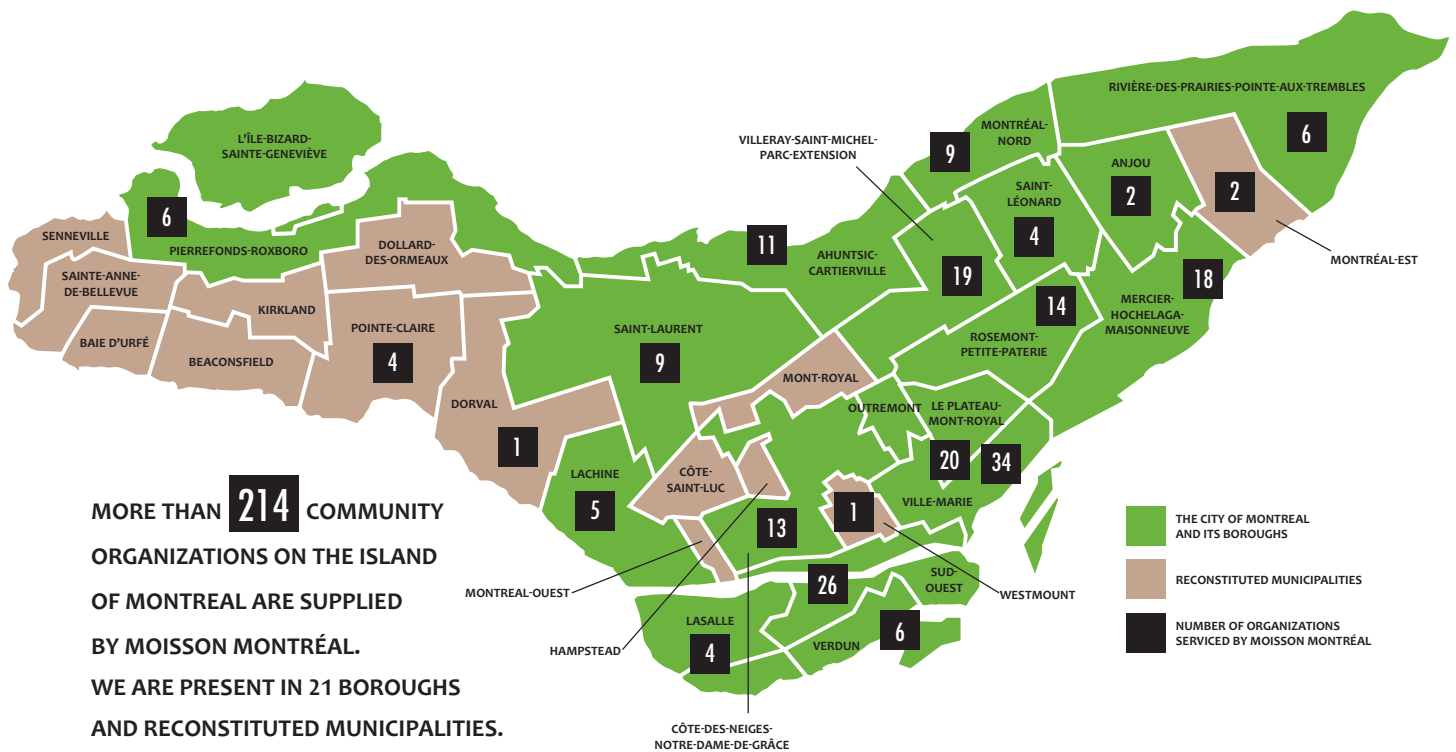 RIVIÈRE-DES-PRAIRIES-POINTE-AUX-TREMBLES
6
MONTRÉAL-
NORD
9
VILLERAY-SAINT-MICHEL-
PARC-EXTENSION
L'ÎLE-BIZARD-
SAINTE-GENEVIÈVE
ANJOU
2
2
SAINT-
LÉONARD
4
6
PIERREFONDS-ROXBORO
SENNEVILLE
DOLLARD-
DES-ORMEAUX
11
AHUNTSIC-
CARTIERVILLE
19
MONTRÉAL-EST
SAINTE-ANNE-
DE-BELLEVUE
18
MERCIER-
HOCHELAGA-
MAISONNEUVE
KIRKLAND
14
ROSEMONT-
PETITE-PATERIE
POINTE-CLAIRE
4
SAINT-LAURENT
9
BAIE D'URFÉ
BEACONSFIELD
MONT-ROYAL
DORVAL
1
OUTREMONT
LE PLATEAU-
MONT-ROYAL
20
34
LACHINE
5
CÔTE-
SAINT-LUC
VILLE-MARIE
13
1
MONTREAL-OUEST
HAMPSTEAD
26
SUD-
OUEST
WESTMOUNT
LASALLE
4
VERDUN
6
CÔTE-DES-NEIGES-
NOTRE-DAME-DE-GRÂCE
MORE THAN 214 COMMUNITY
ORGANIZATIONS ON THE ISLAND
OF MONTREAL ARE SUPPLIED
BY MOISSON MONTRÉAL.
WE ARE PRESENT IN 21 BOROUGHS
AND RECONSTITUTED MUNICIPALITIES.
THE CITY OF MONTREAL
AND ITS BOROUGHS
RECONSTITUTED MUNICIPALITIES
NUMBER OF ORGANIZATIONS
SERVICED BY MOISSON MONTRÉAL